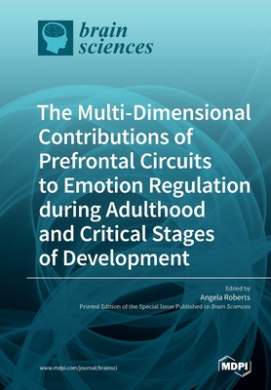 brain
sciences
The Multi-Dimensional
Contributions of
Prefrontal Circuits
to Emotion Regulation
during Adulthood
and Critical Stages
of Development
Edited by
Angela Roberts
Printed Edition of the Special Issue Published in Brain Sciences
www.mdpi.com/journal/brainsci
MDPI